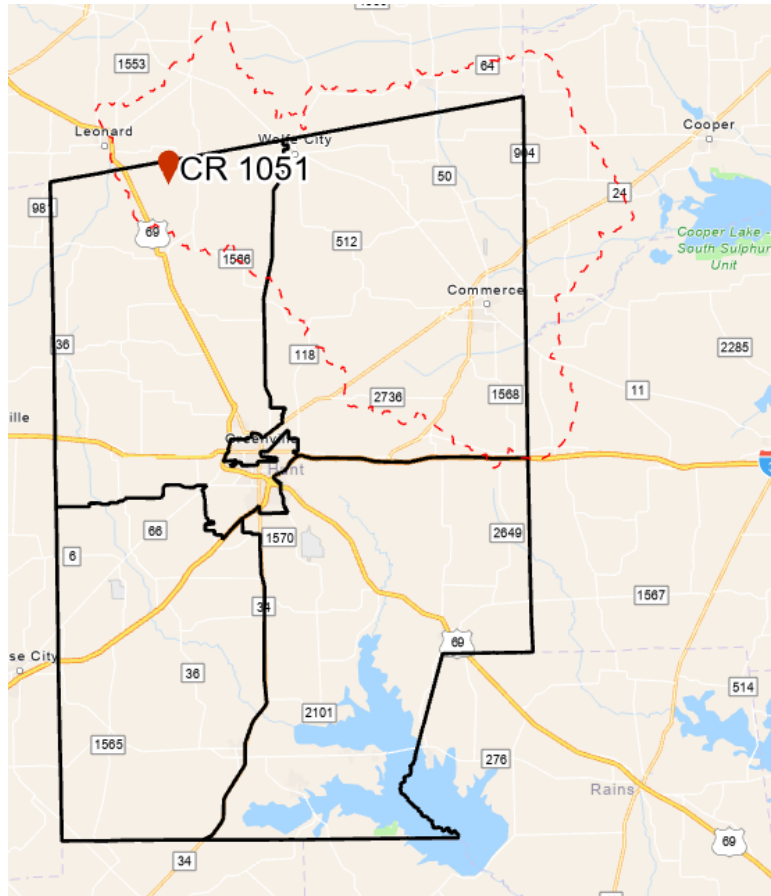 1553
64
Leonard
Wolfe City
Cooper
CR 1051
904
50
24
981
69
512
Cooper Lake -
South Sulphur
Unit
1566
Commerce
36
118
2285
11
2736
1568
ille
Greenville
Hunt
66
2649
6
1570
1567
34
69
se City
36
514
2101
1565
276
Rains
69
34